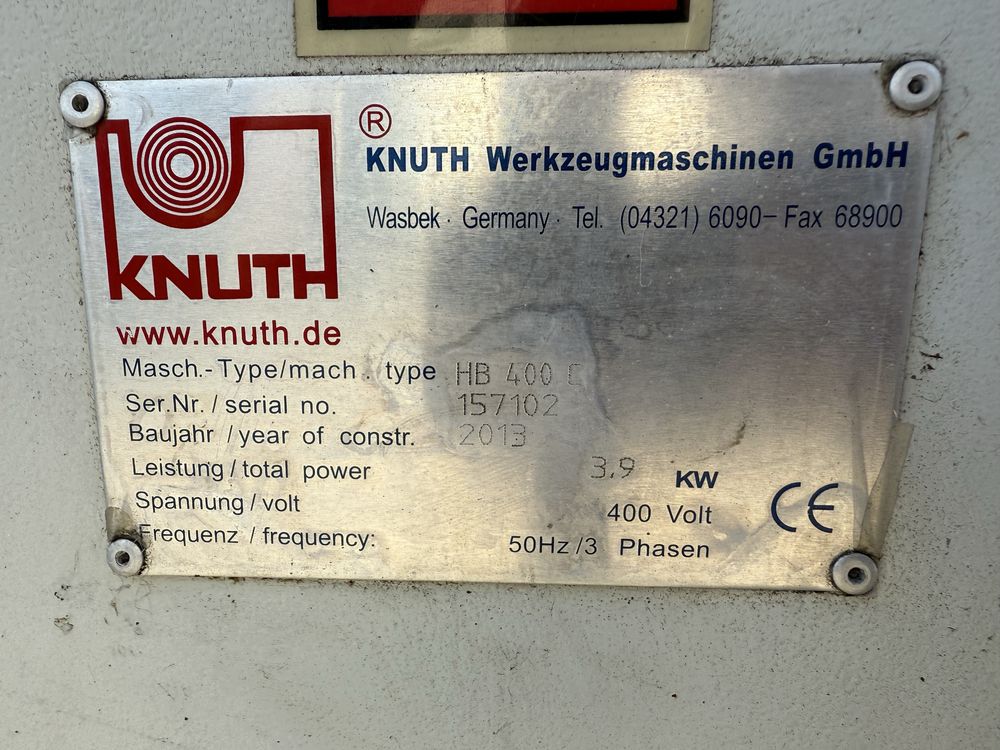 ®
KNUTH Werkzeugmaschinen GmbH
Wasbek · Germany · Tel. (04321) 6090– Fax 68900
KNUTH
www.knuth.de
Masch.-Type/mach. type HB 400
Ser.Nr. / serial no. 157102
Baujahr / year of constr. 2013
Leistung / total power 3.9 KW
Spannung / volt 400 Volt
Frequenz / frequency: 50Hz/3 Phasen
CE